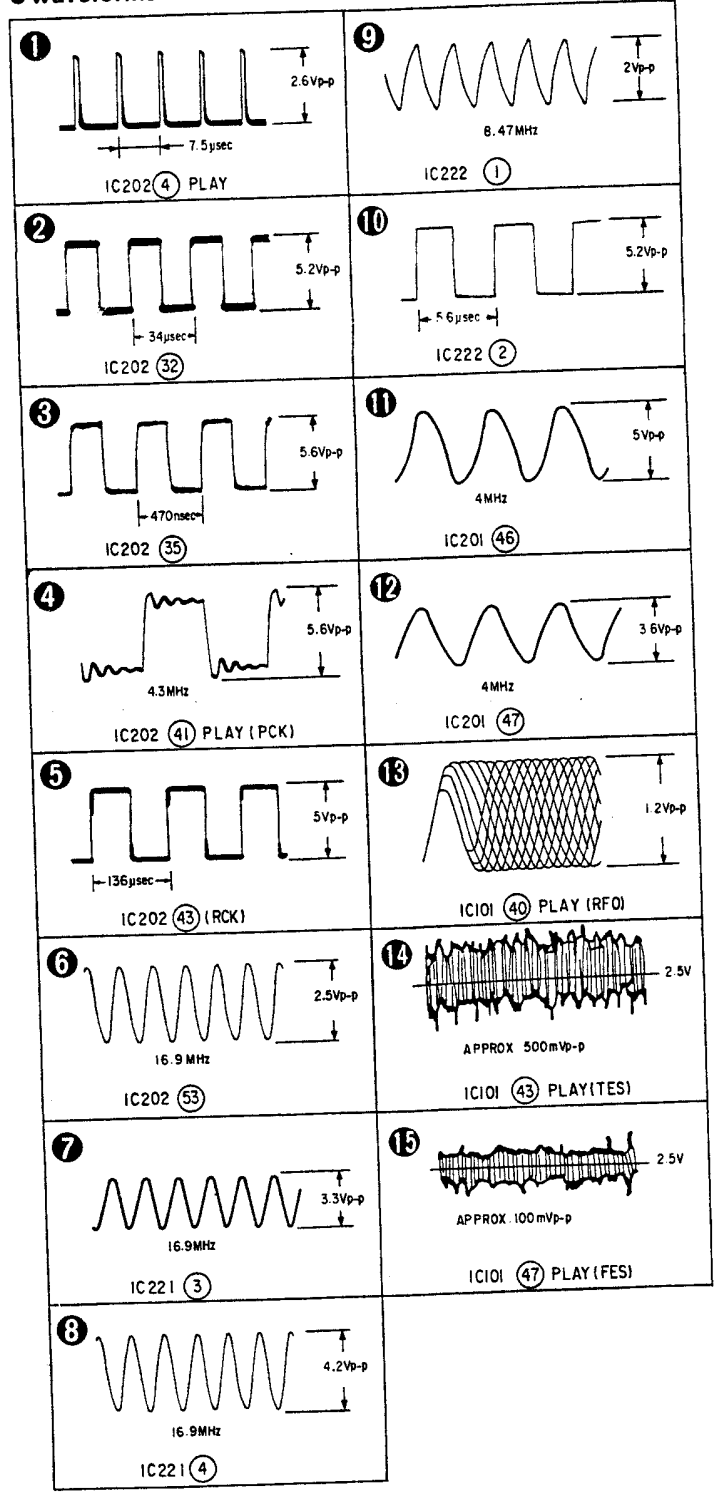 1
2.6Vp-p
7.5µsec
IC202 4 PLAY
2
5.2Vp-p
34µsec
IC202 32
3
5.6Vp-p
470nsec
IC202 35
4
5.6Vp-p
4.3MHz
IC202 41 PLAY (PCK)
5
5Vp-p
136µsec
IC202 43 (RCK)
6
2.5Vp-p
16.9 MHz
IC202 53
7
3.3Vp-p
16.9MHz
IC221 3
8
4.2Vp-p
16.9MHz
IC221 4
9
2Vp-p
8.47MHz
IC222 1
10
5.2Vp-p
5.6µsec
IC222 2
11
5Vp-p
4MHz
IC201 46
12
3.6Vp-p
4MHz
IC201 47
13
1.2Vp-p
IC101 40 PLAY (RFO)
14
2.5V
APPROX 500mVp-p
IC101 43 PLAY(TES)
15
2.5V
APPROX. 100mVp-p
IC101 47 PLAY(FES)